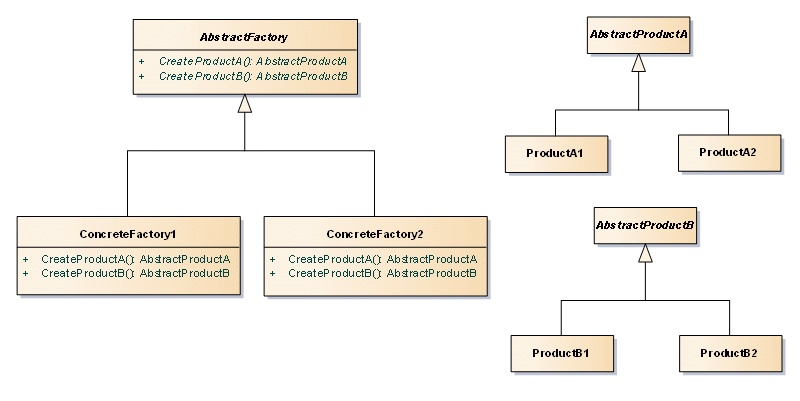 AbstractFactory
+ CreateProductA(): AbstractProductA
+ CreateProductB(): AbstractProductB
ConcreteFactory1
+ CreateProductA(): AbstractProductA
+ CreateProductB(): AbstractProductB
ConcreteFactory2
+ CreateProductA(): AbstractProductA
+ CreateProductB(): AbstractProductB
AbstractProductA
ProductA1
ProductA2
AbstractProductB
ProductB1
ProductB2